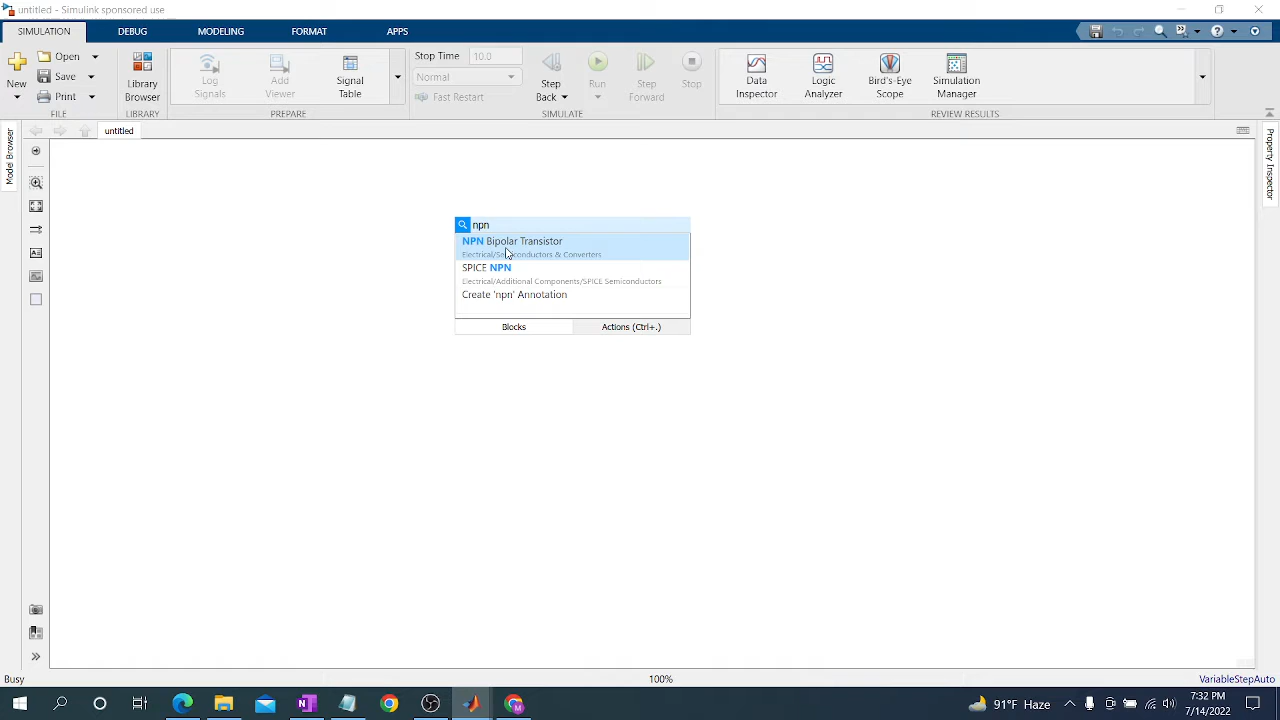 untitled - Simulink sponsored use
SIMULATION
DEBUG
MODELING
FORMAT
APPS
New
Open
Save
Print
FILE
Library
Browser
LIBRARY
Log
Signals
Add
Viewer
Signal
Table
PREPARE
Stop Time
10.0
Normal
Fast Restart
Step
Back
Run
Step
Forward
Stop
SIMULATE
Data
Inspector
Logic
Analyzer
Bird's-Eye
Scope
Simulation
Manager
REVIEW RESULTS
Model Browser
untitled
Property Inspector
npn
NPN Bipolar Transistor
Electrical/Semiconductors & Converters
SPICE NPN
Electrical/Additional Components/SPICE Semiconductors
Create 'npn' Annotation
Blocks
Actions (Ctrl+.)
Busy
100%
VariableStepAuto
91°F Haze
7:32 PM
7/14/2022